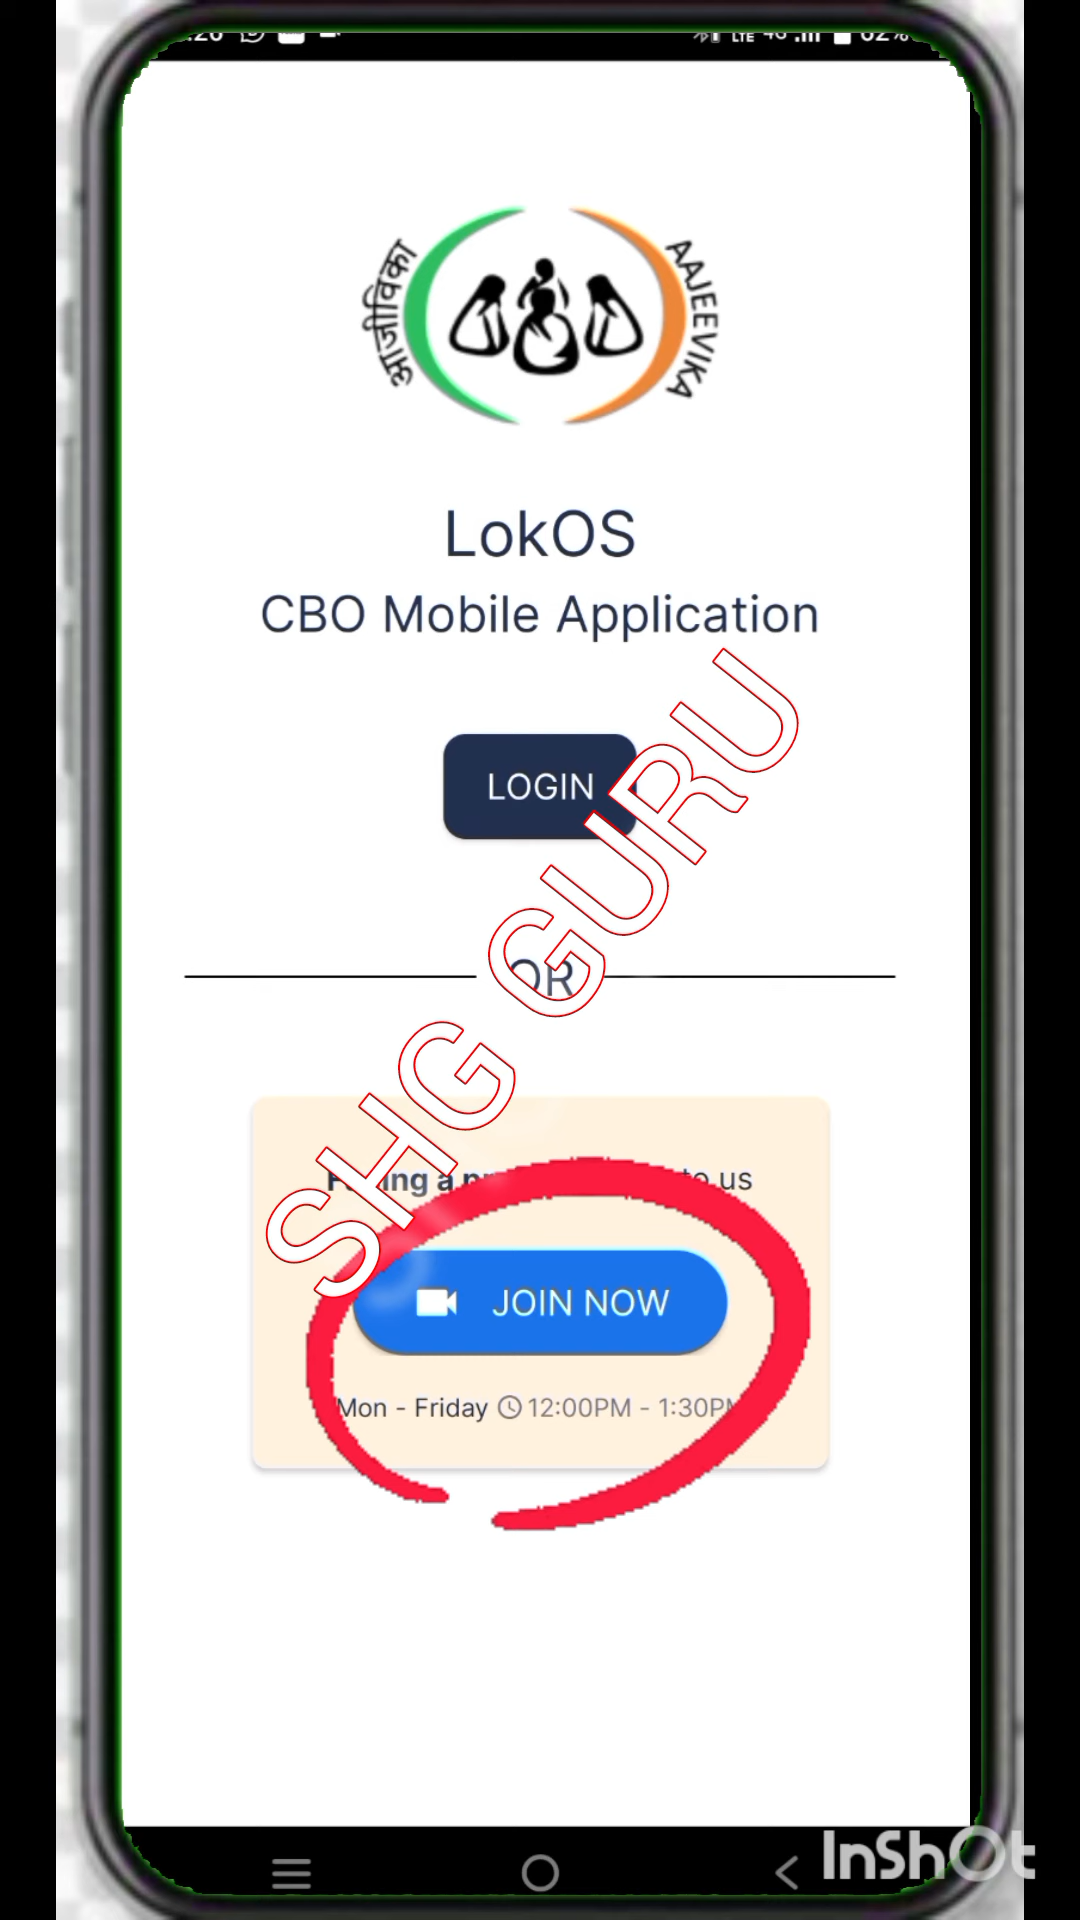 आजीविका
AAJEEVIKA
LokOS
CBO Mobile Application
LOGIN
OR
SHG GURU
to us
JOIN NOW
Mon - Friday 12:00PM - 1:30PM
InShOt